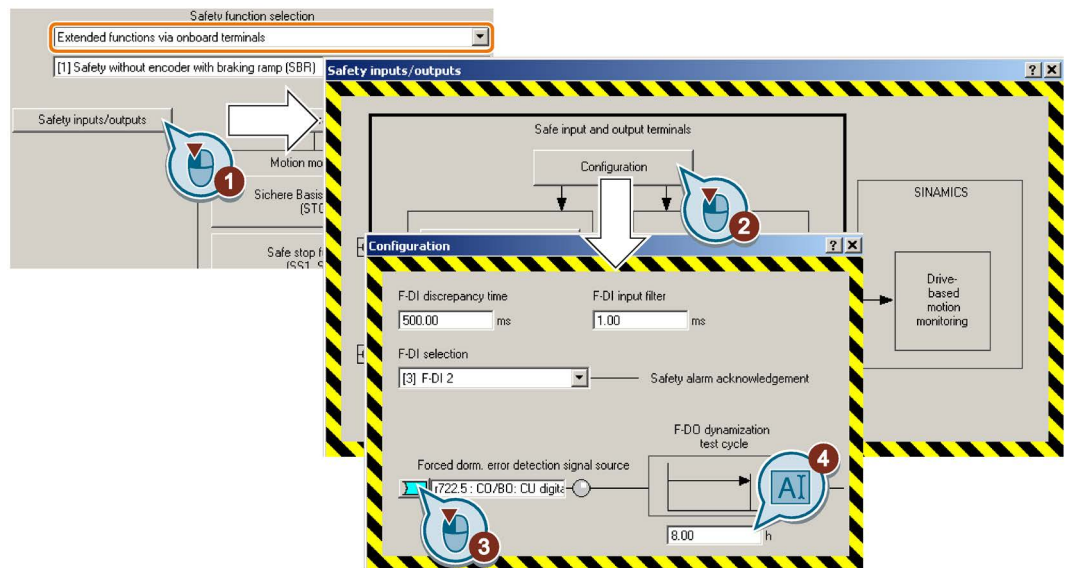 Safety function selection
Extended functions via onboard terminals
[1] Safety without encoder with braking ramp (SBR)
Safety inputs/outputs
1
Motion mo
Sichere Basis
(STO
Safe stop f
(SS1, S
Safety inputs/outputs
Safe input and output terminals
Configuration
2
SINAMICS
Drive-
based
motion
monitoring
Configuration
F-DI discrepancy time
F-DI input filter
500.00 ms
1.00 ms
F-DI selection
[3] F-DI 2
Safety alarm acknowledgement
F-DO dynamization
test cycle
Forced dorm. error detection signal source
r722.5 : CO/BO: CU digita
3
AI
4
8.00 h